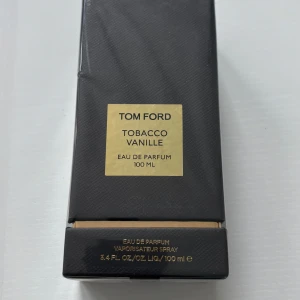 TOM FORD
TOBACCO
VANILLE
EAU DE PARFUM
100 ML
EAU DE PARFUM
VAPORISATEUR SPRAY
3.4 FL. OZ./OZ. LIQ./100 ml ℮